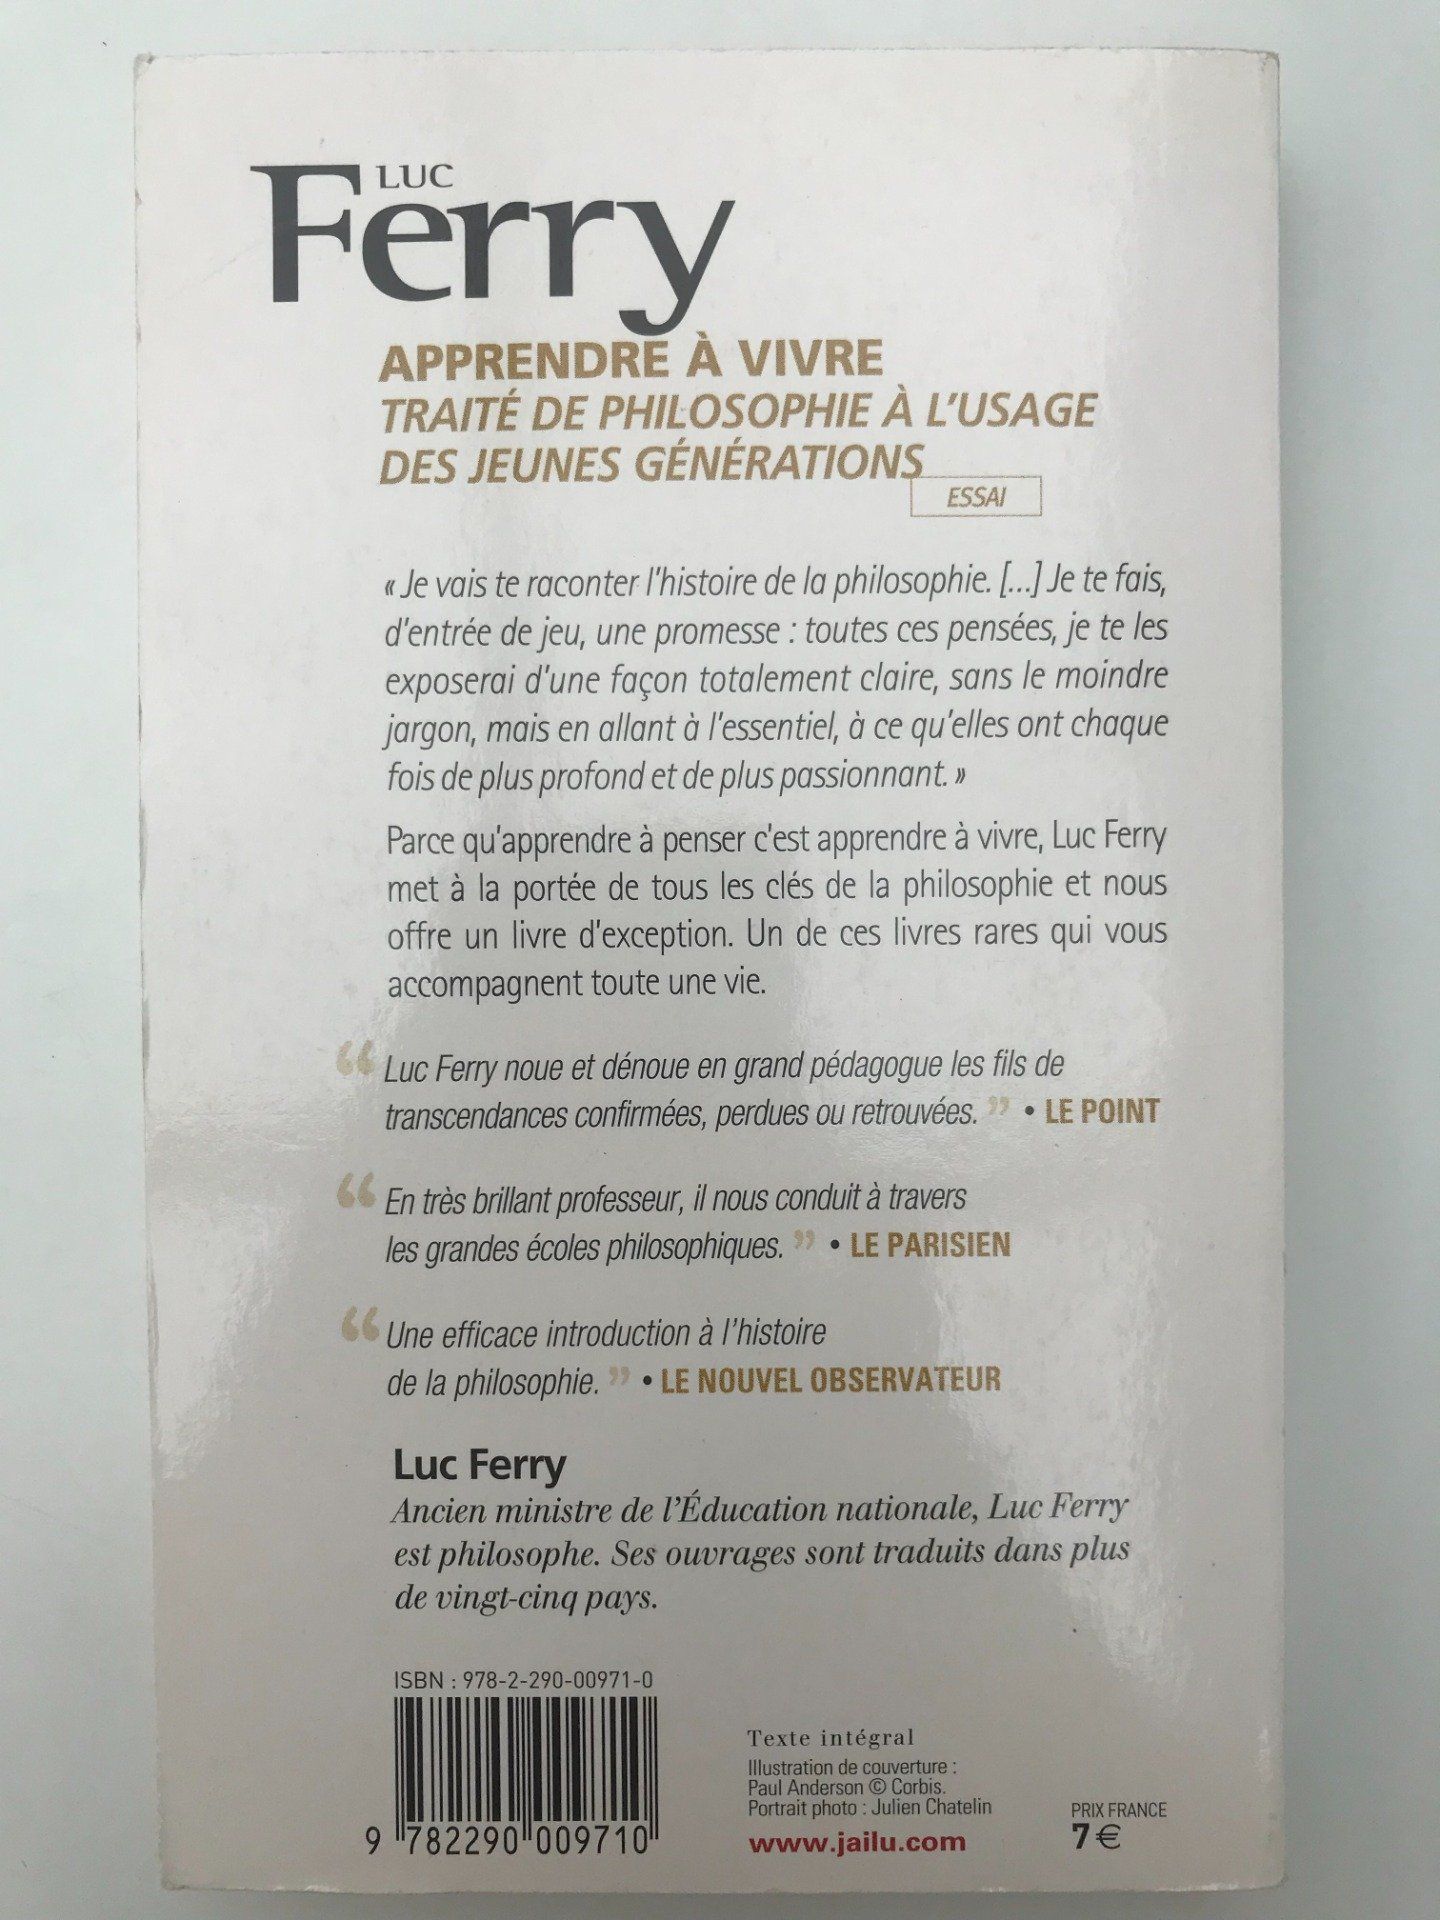 LUC
Ferry
APPRENDRE À VIVRE
TRAITÉ DE PHILOSOPHIE À L'USAGE
DES JEUNES GÉNÉRATIONS
ESSAI
« Je vais te raconter l'histoire de la philosophie. [...] Je te fais,
d'entrée de jeu, une promesse : toutes ces pensées, je te les
exposerai d'une façon totalement claire, sans le moindre
jargon, mais en allant à l'essentiel, à ce qu'elles ont chaque
fois de plus profond et de plus passionnant. »
Parce qu'apprendre à penser c'est apprendre à vivre, Luc Ferry
met à la portée de tous les clés de la philosophie et nous
offre un livre d'exception. Un de ces livres rares qui vous
accompagnent toute une vie.
“ Luc Ferry noue et dénoue en grand pédagogue les fils de
transcendances confirmées, perdues ou retrouvées. ” • LE POINT
“ En très brillant professeur, il nous conduit à travers
les grandes écoles philosophiques. ” • LE PARISIEN
“ Une efficace introduction à l'histoire
de la philosophie. ” • LE NOUVEL OBSERVATEUR
Luc Ferry
Ancien ministre de l'Éducation nationale, Luc Ferry
est philosophe. Ses ouvrages sont traduits dans plus
de vingt-cinq pays.
ISBN : 978-2-290-00971-0
9 782290 009710
Texte intégral
Illustration de couverture :
Paul Anderson © Corbis.
Portrait photo : Julien Chatelin
www.jailu.com
PRIX FRANCE
7 €